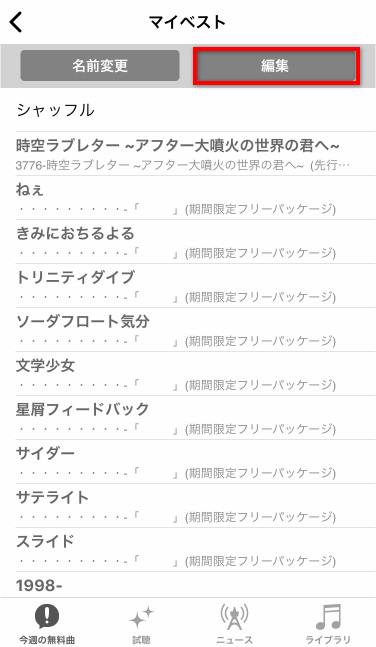 マイベスト
名前変更
編集
シャッフル
時空ラブレター ~アフター大噴火の世界の君へ~
3776-時空ラブレター ~アフター大噴火の世界の君へ~ (先行…
ねぇ
・・・・・・・・・-「　　　」(期間限定フリーパッケージ)
きみにおちるよる
・・・・・・・・・-「　　　」(期間限定フリーパッケージ)
トリニティダイブ
・・・・・・・・・-「　　　」(期間限定フリーパッケージ)
ソーダフロート気分
・・・・・・・・・-「　　　」(期間限定フリーパッケージ)
文学少女
・・・・・・・・・-「　　　」(期間限定フリーパッケージ)
星屑フィードバック
・・・・・・・・・-「　　　」(期間限定フリーパッケージ)
サイダー
・・・・・・・・・-「　　　」(期間限定フリーパッケージ)
サテライト
・・・・・・・・・-「　　　」(期間限定フリーパッケージ)
スライド
・・・・・・・・・-「　　　」(期間限定フリーパッケージ)
1998-
今週の無料曲
試聴
ニュース
ライブラリ